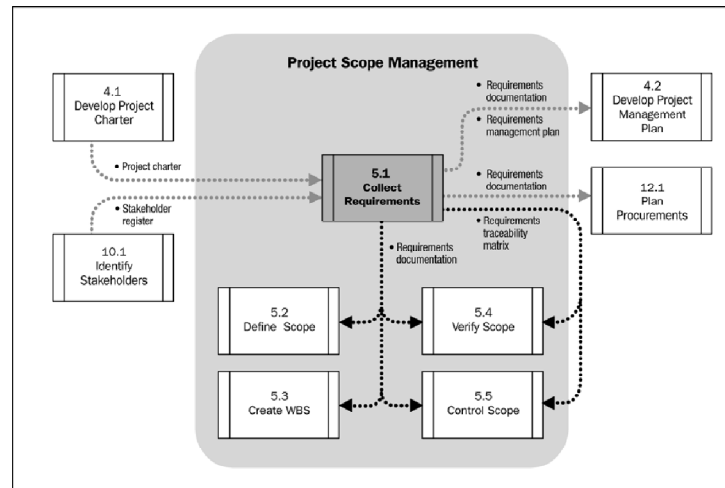 Project Scope Management
4.1
Develop Project
Charter
• Project charter
• Stakeholder
register
10.1
Identify
Stakeholders
5.1
Collect
Requirements
• Requirements
documentation
• Requirements
management plan
4.2
Develop Project
Management
Plan
• Requirements
documentation
12.1
Plan
Procurements
• Requirements
traceability
matrix
• Requirements
documentation
5.2
Define Scope
5.4
Verify Scope
5.3
Create WBS
5.5
Control Scope